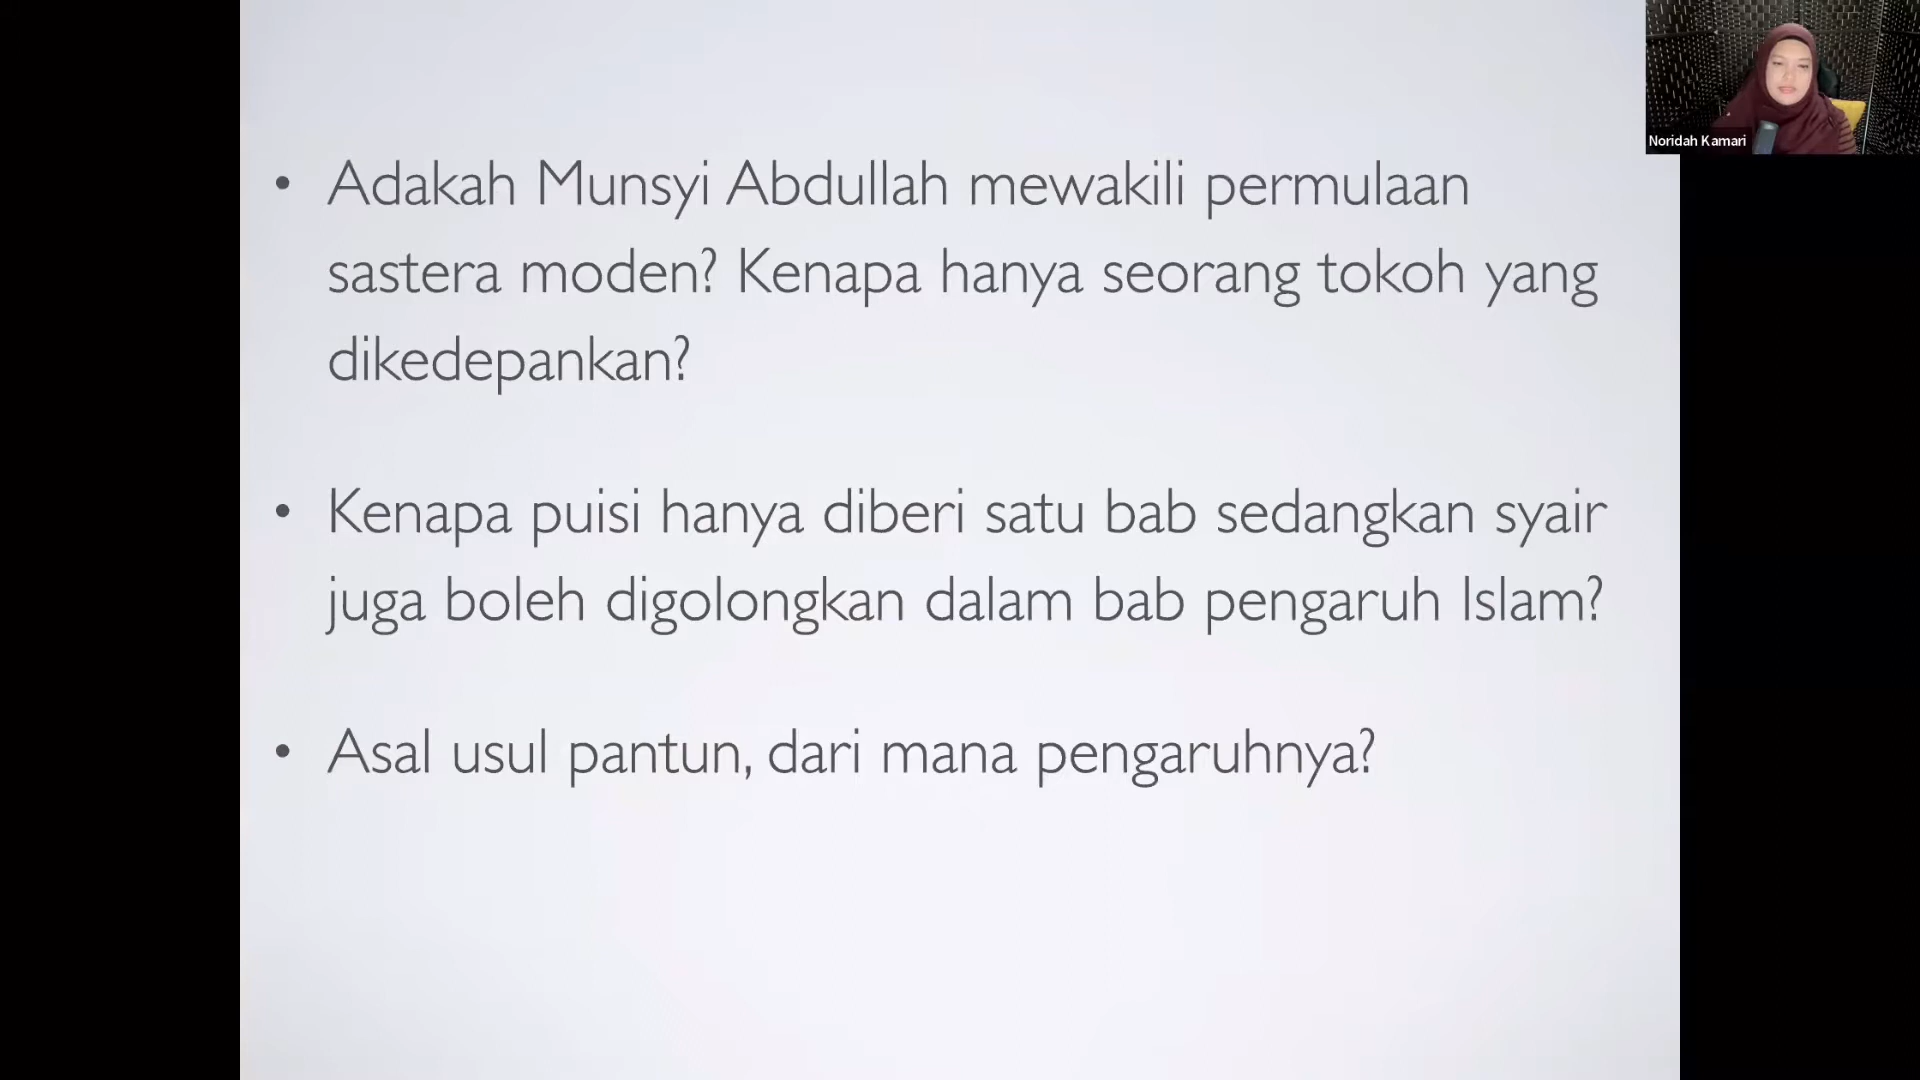 • Adakah Munsyi Abdullah mewakili permulaan
sastera moden? Kenapa hanya seorang tokoh yang
dikedepankan?
• Kenapa puisi hanya diberi satu bab sedangkan syair
juga boleh digolongkan dalam bab pengaruh Islam?
• Asal usul pantun, dari mana pengaruhnya?
Noridah Kamari